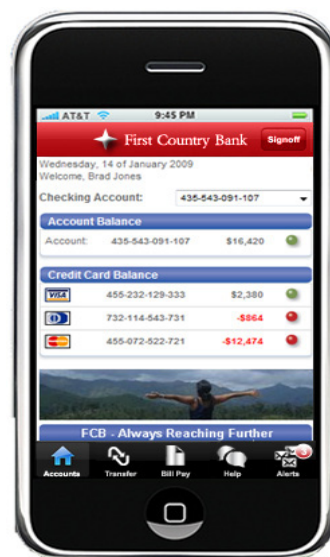 AT&T 9:45 PM
First Country Bank Signoff
Wednesday, 14 of January 2009
Welcome, Brad Jones
Checking Account: 435-543-091-107
Account Balance
Account: 435-543-091-107 $16,420
Credit Card Balance
VISA 455-232-129-333 $2,380
732-114-543-731 -$864
455-072-522-721 -$12,474
FCB - Always Reaching Further
3
Accounts Transfer Bill Pay Help Alerts